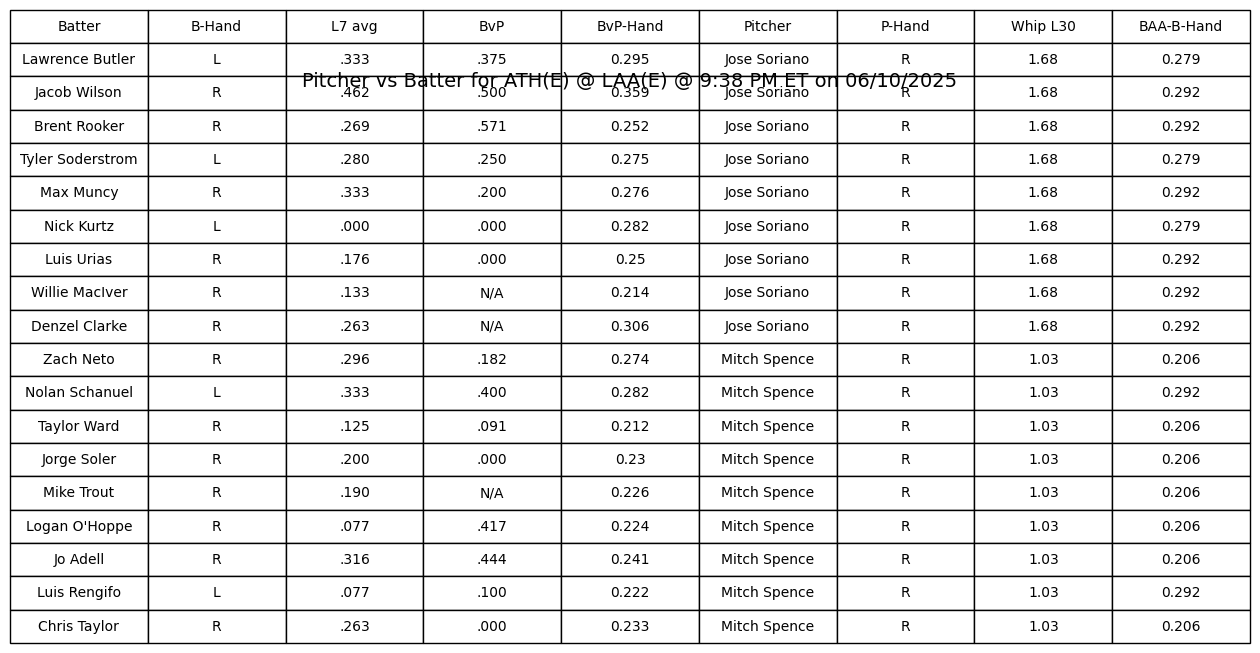 Batter B-Hand L7 avg BvP BvP-Hand Pitcher P-Hand Whip L30 BAA-B-Hand
Lawrence Butler L .333 .375 0.295 Jose Soriano R 1.68 0.279
Pitcher vs Batter for ATH(E) @ LAA(E) @ 9:38 PM ET on 06/10/2025
Jacob Wilson R .462 .500 0.359 Jose Soriano R 1.68 0.292
Brent Rooker R .269 .571 0.252 Jose Soriano R 1.68 0.292
Tyler Soderstrom L .280 .250 0.275 Jose Soriano R 1.68 0.279
Max Muncy R .333 .200 0.276 Jose Soriano R 1.68 0.292
Nick Kurtz L .000 .000 0.282 Jose Soriano R 1.68 0.279
Luis Urias R .176 .000 0.25 Jose Soriano R 1.68 0.292
Willie MacIver R .133 N/A 0.214 Jose Soriano R 1.68 0.292
Denzel Clarke R .263 N/A 0.306 Jose Soriano R 1.68 0.292
Zach Neto R .296 .182 0.274 Mitch Spence R 1.03 0.206
Nolan Schanuel L .333 .400 0.282 Mitch Spence R 1.03 0.292
Taylor Ward R .125 .091 0.212 Mitch Spence R 1.03 0.206
Jorge Soler R .200 .000 0.23 Mitch Spence R 1.03 0.206
Mike Trout R .190 N/A 0.226 Mitch Spence R 1.03 0.206
Logan O'Hoppe R .077 .417 0.224 Mitch Spence R 1.03 0.206
Jo Adell R .316 .444 0.241 Mitch Spence R 1.03 0.206
Luis Rengifo L .077 .100 0.222 Mitch Spence R 1.03 0.292
Chris Taylor R .263 .000 0.233 Mitch Spence R 1.03 0.206